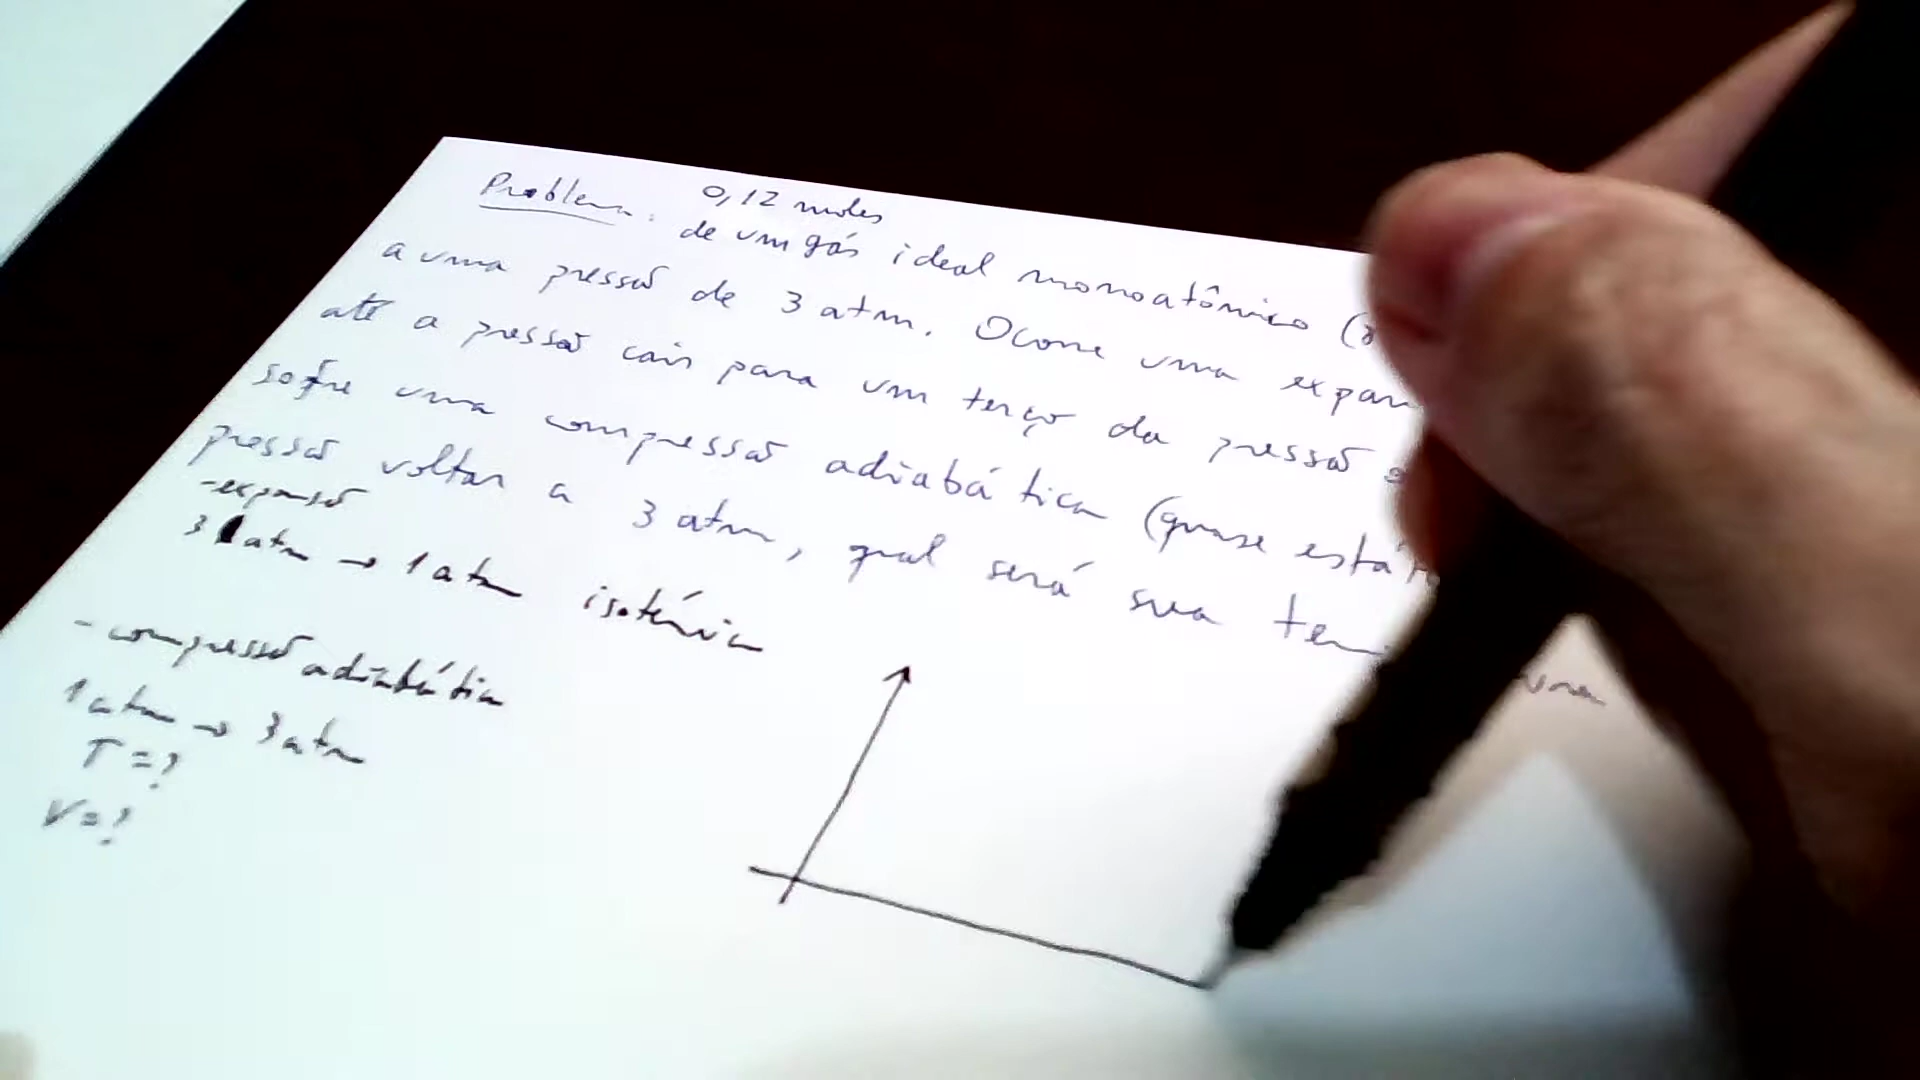 Problema: 0,12 moles
de um gás ideal monoatômico (γ
a uma pressão de 3 atm. Ocorre uma expan
até a pressão cair para um terço da pressão
sofre uma compressão adiabática (quase está
pressão voltar a 3 atm, qual será sua tem
- expansão
3 atm → 1 atm isotérmica
- compressão adiabática
1 atm → 3 atm
T = ?
V = ?